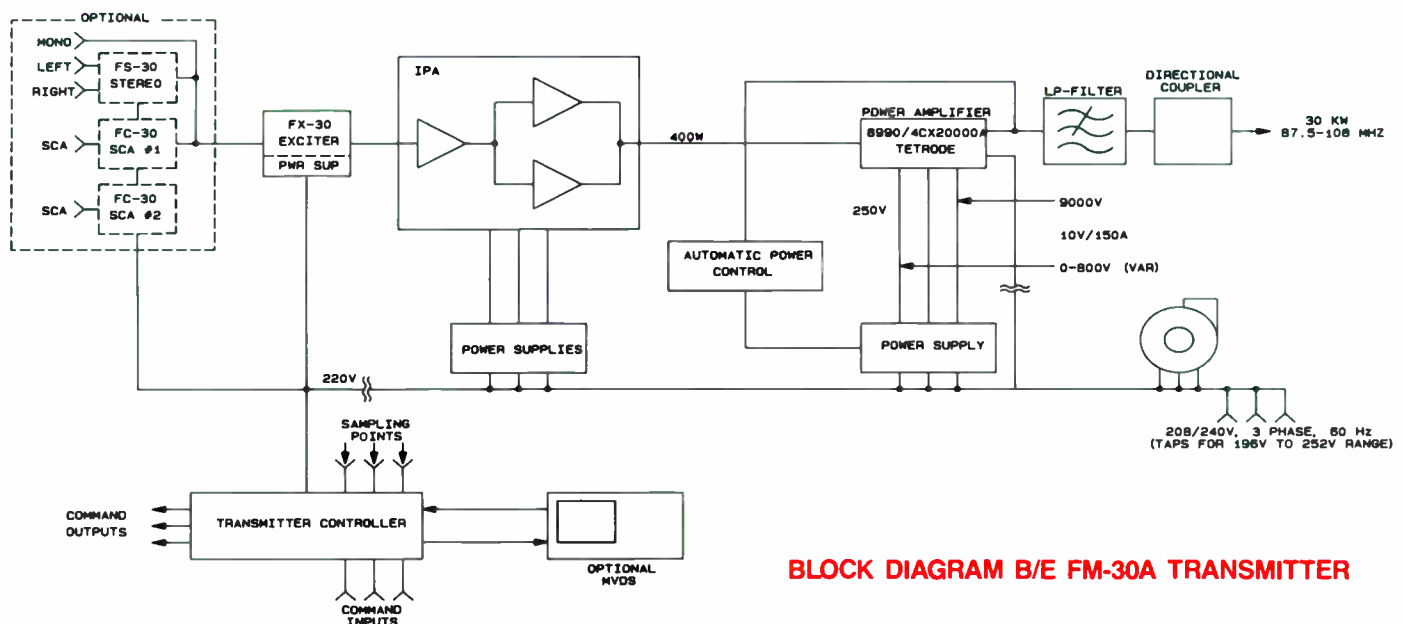 OPTIONAL
MONO
LEFT
RIGHT
FS-30
STEREO
SCA
FC-30
SCA #1
SCA
FC-30
SCA #2
FX-30
EXCITER
PWR SUP
IPA
400W
POWER AMPLIFIER
8990/4CX20000A
TETRODE
LP-FILTER
DIRECTIONAL
COUPLER
30 KW
87.5-108 MHZ
250V
9000V
10V/150A
0-800V (VAR)
AUTOMATIC POWER
CONTROL
POWER SUPPLIES
POWER SUPPLY
220V
208/240V, 3 PHASE, 60 Hz
(TAPS FOR 196V TO 252V RANGE)
SAMPLING
POINTS
COMMAND
OUTPUTS
TRANSMITTER CONTROLLER
OPTIONAL
MVDS
COMMAND
INPUTS
BLOCK DIAGRAM B/E FM-30A TRANSMITTER